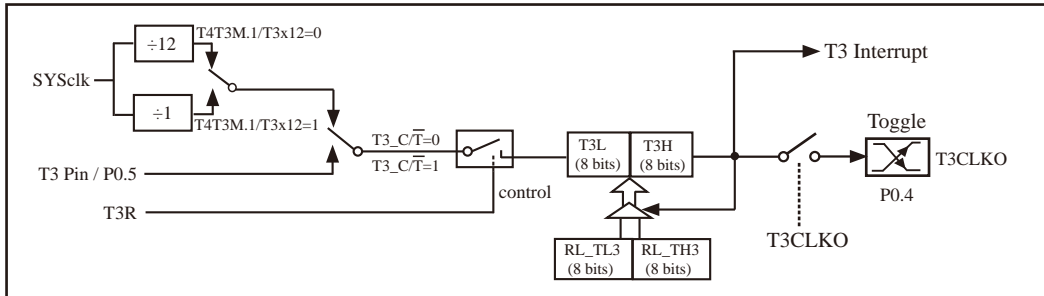 T4T3M.1/T3x12=0
÷12
SYSclk
÷1
T4T3M.1/T3x12=1
T3 Interrupt
Toggle
T3CLKO
P0.4
T3_C/T̅=0
T3_C/T̅=1
T3L
(8 bits)
T3H
(8 bits)
T3 Pin / P0.5
control
T3R
T3CLKO
RL_TL3
(8 bits)
RL_TH3
(8 bits)